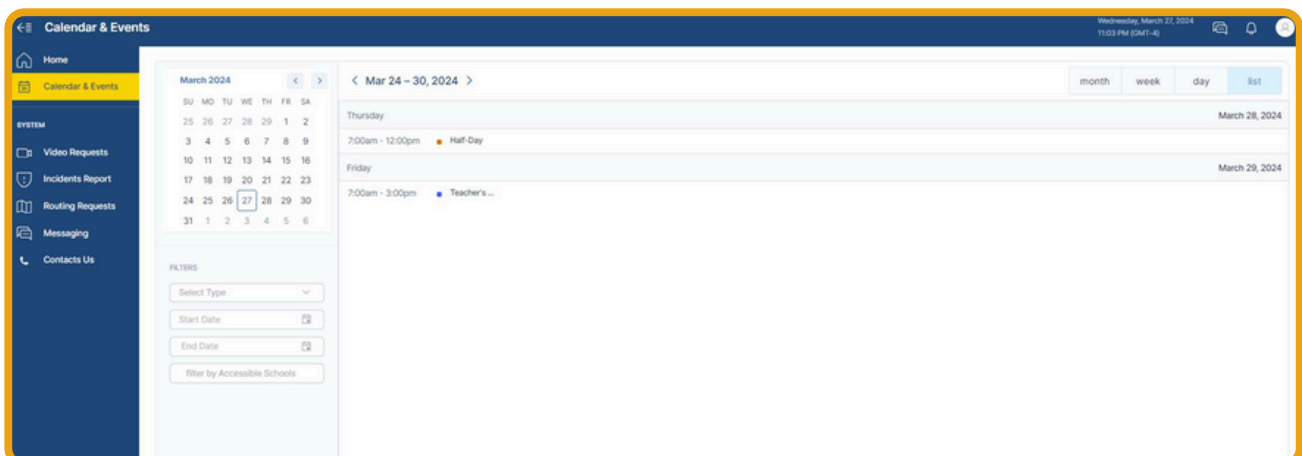 Calendar & Events
Wednesday, March 27, 2024
11:03 PM (GMT-4)
Home
Calendar & Events
SYSTEM
Video Requests
Incidents Report
Routing Requests
Messaging
Contacts Us
March 2024
SU MO TU WE TH FR SA
25 26 27 28 29 1 2
3 4 5 6 7 8 9
10 11 12 13 14 15 16
17 18 19 20 21 22 23
24 25 26 27 28 29 30
31 1 2 3 4 5 6
FILTERS
Select Type
Start Date
End Date
filter by Accessible Schools
Mar 24 – 30, 2024
month week day list
Thursday March 28, 2024
7:00am - 12:00pm Half-Day
Friday March 29, 2024
7:00am - 3:00pm Teacher's ...